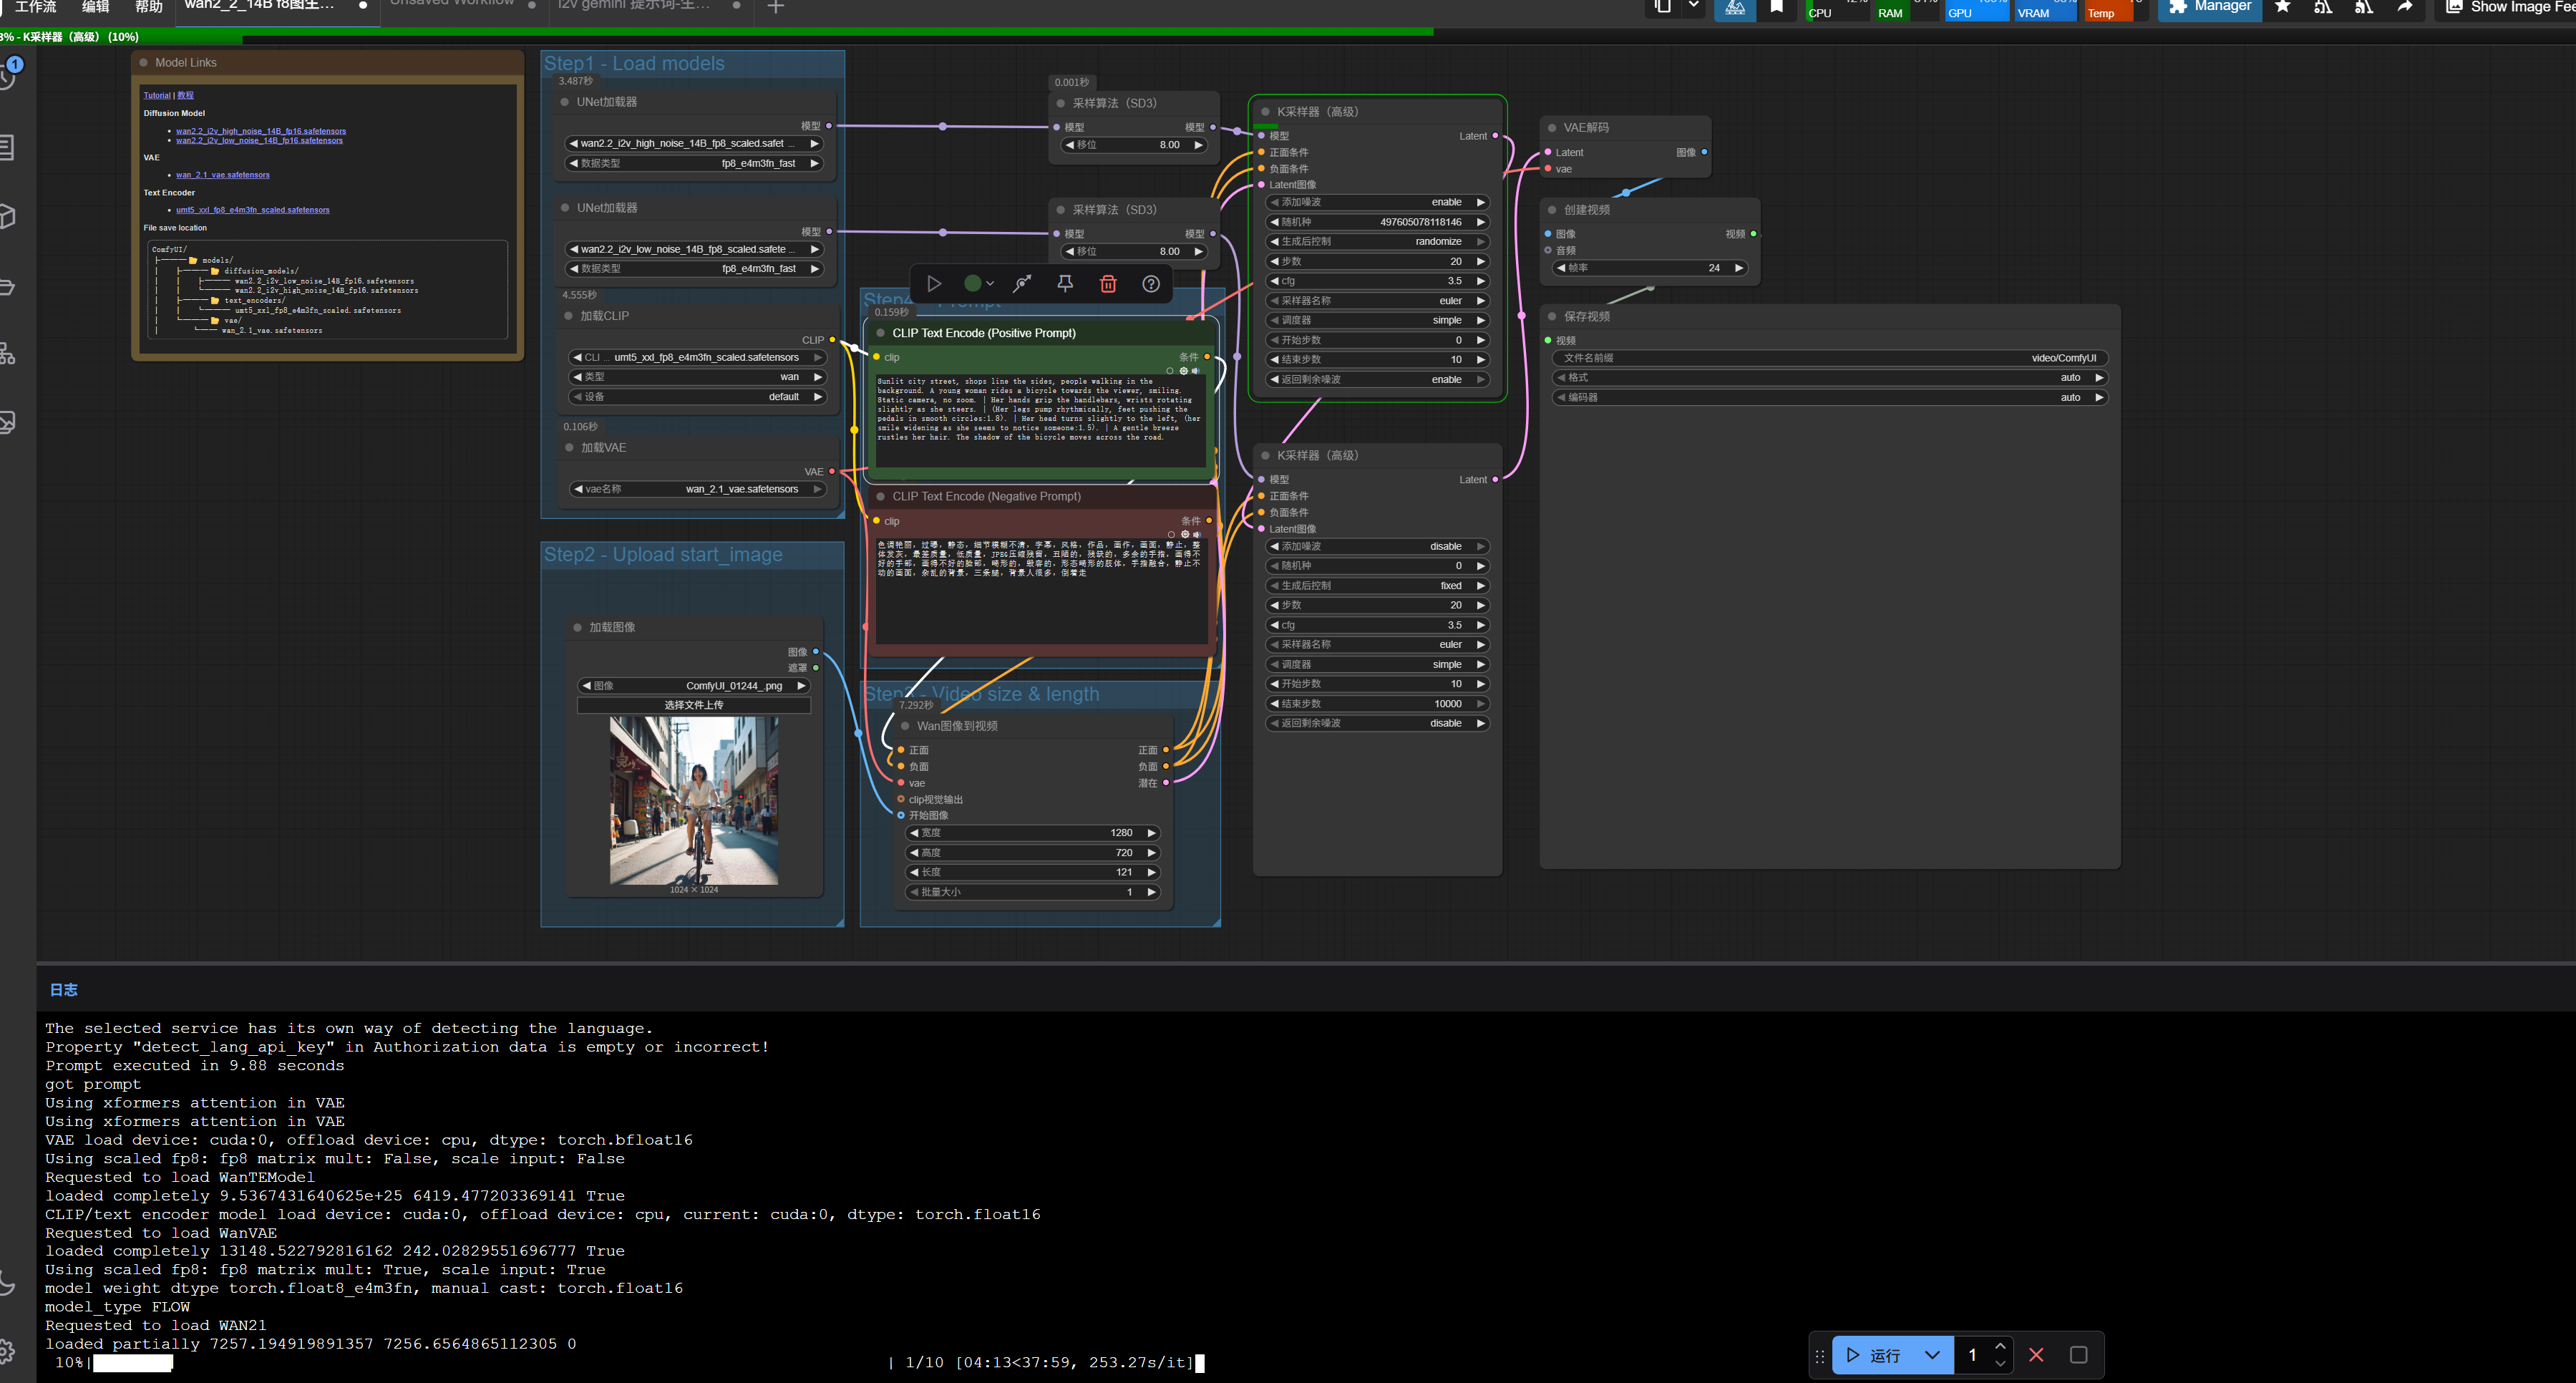 工作流 编辑 帮助 wan2_2_14B f8图生... Unsaved Workflow i2v gemini 提示词-生...
CPU RAM GPU VRAM Temp Manager Show Image Fee
3% - K采样器（高级） (10%)
1
Model Links
Tutorial | 教程
Diffusion Model
wan2.2_i2v_high_noise_14B_fp16.safetensors
wan2.2_i2v_low_noise_14B_fp16.safetensors
VAE
wan_2.1_vae.safetensors
Text Encoder
umt5_xxl_fp8_e4m3fn_scaled.safetensors
File save location
ComfyUI/
models/
diffusion_models/
wan2.2_i2v_low_noise_14B_fp16.safetensors
wan2.2_i2v_high_noise_14B_fp16.safetensors
text_encoders/
umt5_xxl_fp8_e4m3fn_scaled.safetensors
vae/
wan_2.1_vae.safetensors
Step1 - Load models
3.487秒
UNet加载器
模型
wan2.2_i2v_high_noise_14B_fp8_scaled.safet ...
数据类型 fp8_e4m3fn_fast
UNet加载器
模型
wan2.2_i2v_low_noise_14B_fp8_scaled.safete ...
数据类型 fp8_e4m3fn_fast
4.555秒
加载CLIP
CLIP
CLI ... umt5_xxl_fp8_e4m3fn_scaled.safetensors
类型 wan
设备 default
0.106秒
加载VAE
VAE
vae名称 wan_2.1_vae.safetensors
Step2 - Upload start_image
加载图像
图像
遮罩
图像 ComfyUI_01244_.png
选择文件上传
1024 × 1024
0.001秒
采样算法（SD3）
模型 模型
移位 8.00
采样算法（SD3）
模型 模型
移位 8.00
Step4 - Prompt
0.159秒
CLIP Text Encode (Positive Prompt)
clip 条件
Sunlit city street, shops line the sides, people walking in the
background. A young woman rides a bicycle towards the viewer, smiling.
Static camera, no zoom. | Her hands grip the handlebars, wrists rotating
slightly as she steers. | (Her legs pump rhythmically, feet pushing the
pedals in smooth circles:1.8). | Her head turns slightly to the left, (her
smile widening as she seems to notice someone:1.5). | A gentle breeze
rustles her hair. The shadow of the bicycle moves across the road.
CLIP Text Encode (Negative Prompt)
clip 条件
色调艳丽，过曝，静态，细节模糊不清，字幕，风格，作品，画作，画面，静止，整
体发灰，最差质量，低质量，JPEG压缩残留，丑陋的，残缺的，多余的手指，画得不
好的手部，画得不好的脸部，畸形的，毁容的，形态畸形的肢体，手指融合，静止不
动的画面，杂乱的背景，三条腿，背景人很多，倒着走
Step3 - Video size & length
7.292秒
Wan图像到视频
正面 正面
负面 负面
vae 潜在
clip视觉输出
开始图像
宽度 1280
高度 720
长度 121
批量大小 1
K采样器（高级）
模型 Latent
正面条件
负面条件
Latent图像
添加噪波 enable
随机种 497605078118146
生成后控制 randomize
步数 20
cfg 3.5
采样器名称 euler
调度器 simple
开始步数 0
结束步数 10
返回剩余噪波 enable
K采样器（高级）
模型 Latent
正面条件
负面条件
Latent图像
添加噪波 disable
随机种 0
生成后控制 fixed
步数 20
cfg 3.5
采样器名称 euler
调度器 simple
开始步数 10
结束步数 10000
返回剩余噪波 disable
VAE解码
Latent 图像
vae
创建视频
图像 视频
音频
帧率 24
保存视频
视频
文件名前缀 video/ComfyUI
格式 auto
编码器 auto
日志
The selected service has its own way of detecting the language.
Property "detect_lang_api_key" in Authorization data is empty or incorrect!
Prompt executed in 9.88 seconds
got prompt
Using xformers attention in VAE
Using xformers attention in VAE
VAE load device: cuda:0, offload device: cpu, dtype: torch.bfloat16
Using scaled fp8: fp8 matrix mult: False, scale input: False
Requested to load WanTEModel
loaded completely 9.5367431640625e+25 6419.477203369141 True
CLIP/text encoder model load device: cuda:0, offload device: cpu, current: cuda:0, dtype: torch.float16
Requested to load WanVAE
loaded completely 13148.522792816162 242.02829551696777 True
Using scaled fp8: fp8 matrix mult: True, scale input: True
model weight dtype torch.float8_e4m3fn, manual cast: torch.float16
model_type FLOW
Requested to load WAN21
loaded partially 7257.194919891357 7256.6564865112305 0
10%| | 1/10 [04:13<37:59, 253.27s/it]
运行 1